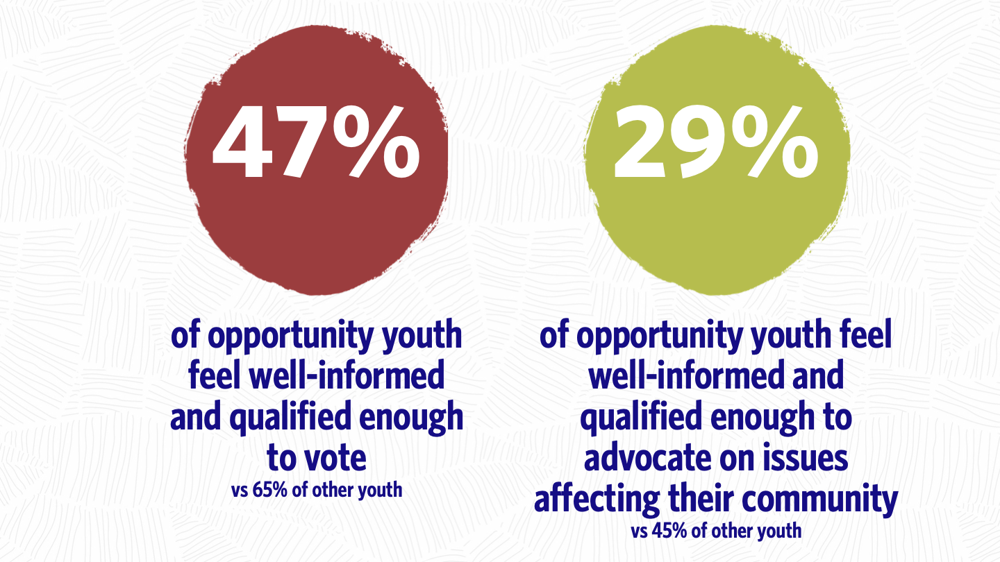 47%
of opportunity youth
feel well-informed
and qualified enough
to vote
vs 65% of other youth
29%
of opportunity youth feel
well-informed and
qualified enough to
advocate on issues
affecting their community
vs 45% of other youth